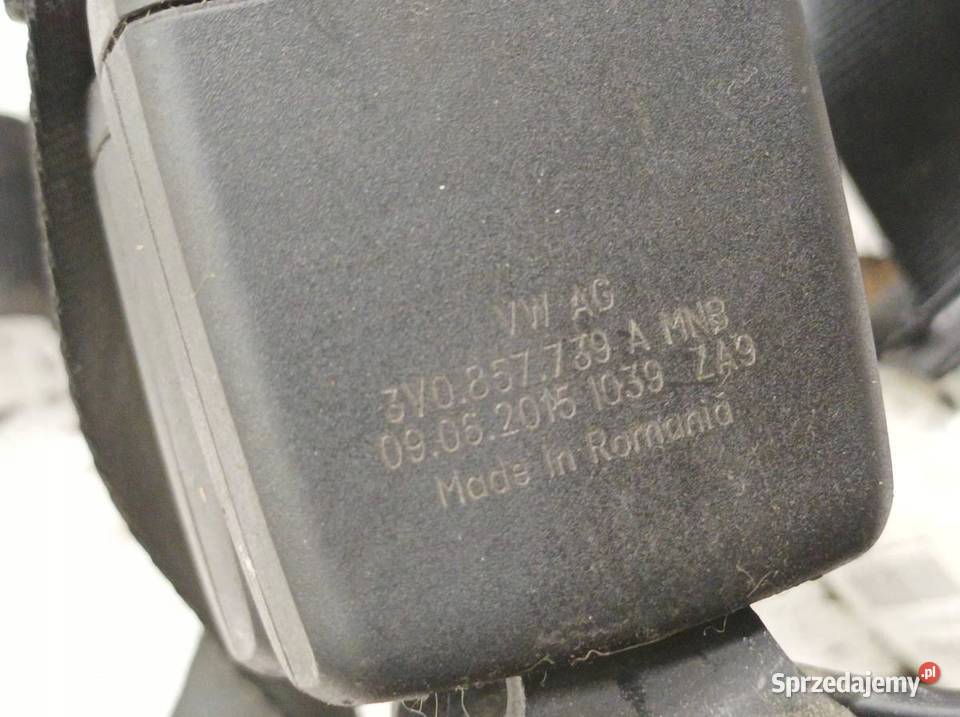 VW AG
3V0.857.739 A MNB
09.06.2015 1039 ZA9
Made In Romania
Sprzedajemy.pl